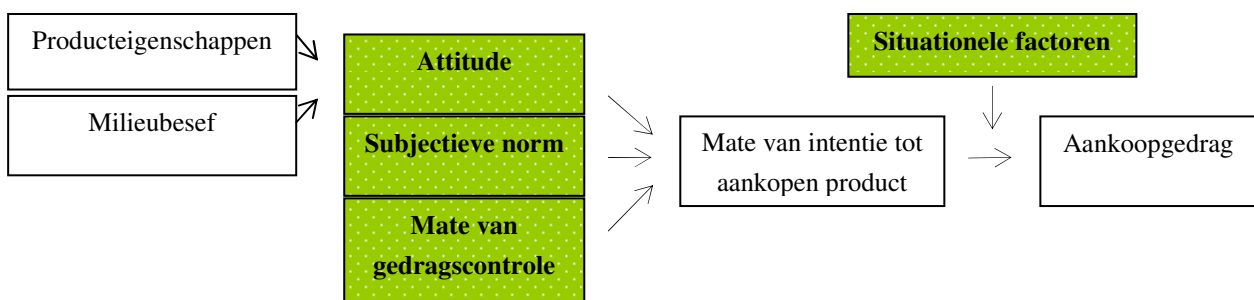 Producteigenschappen
Milieubesef
Attitude
Subjectieve norm
Mate van
gedragscontrole
Situationele factoren
Mate van intentie tot
aankopen product
Aankoopgedrag